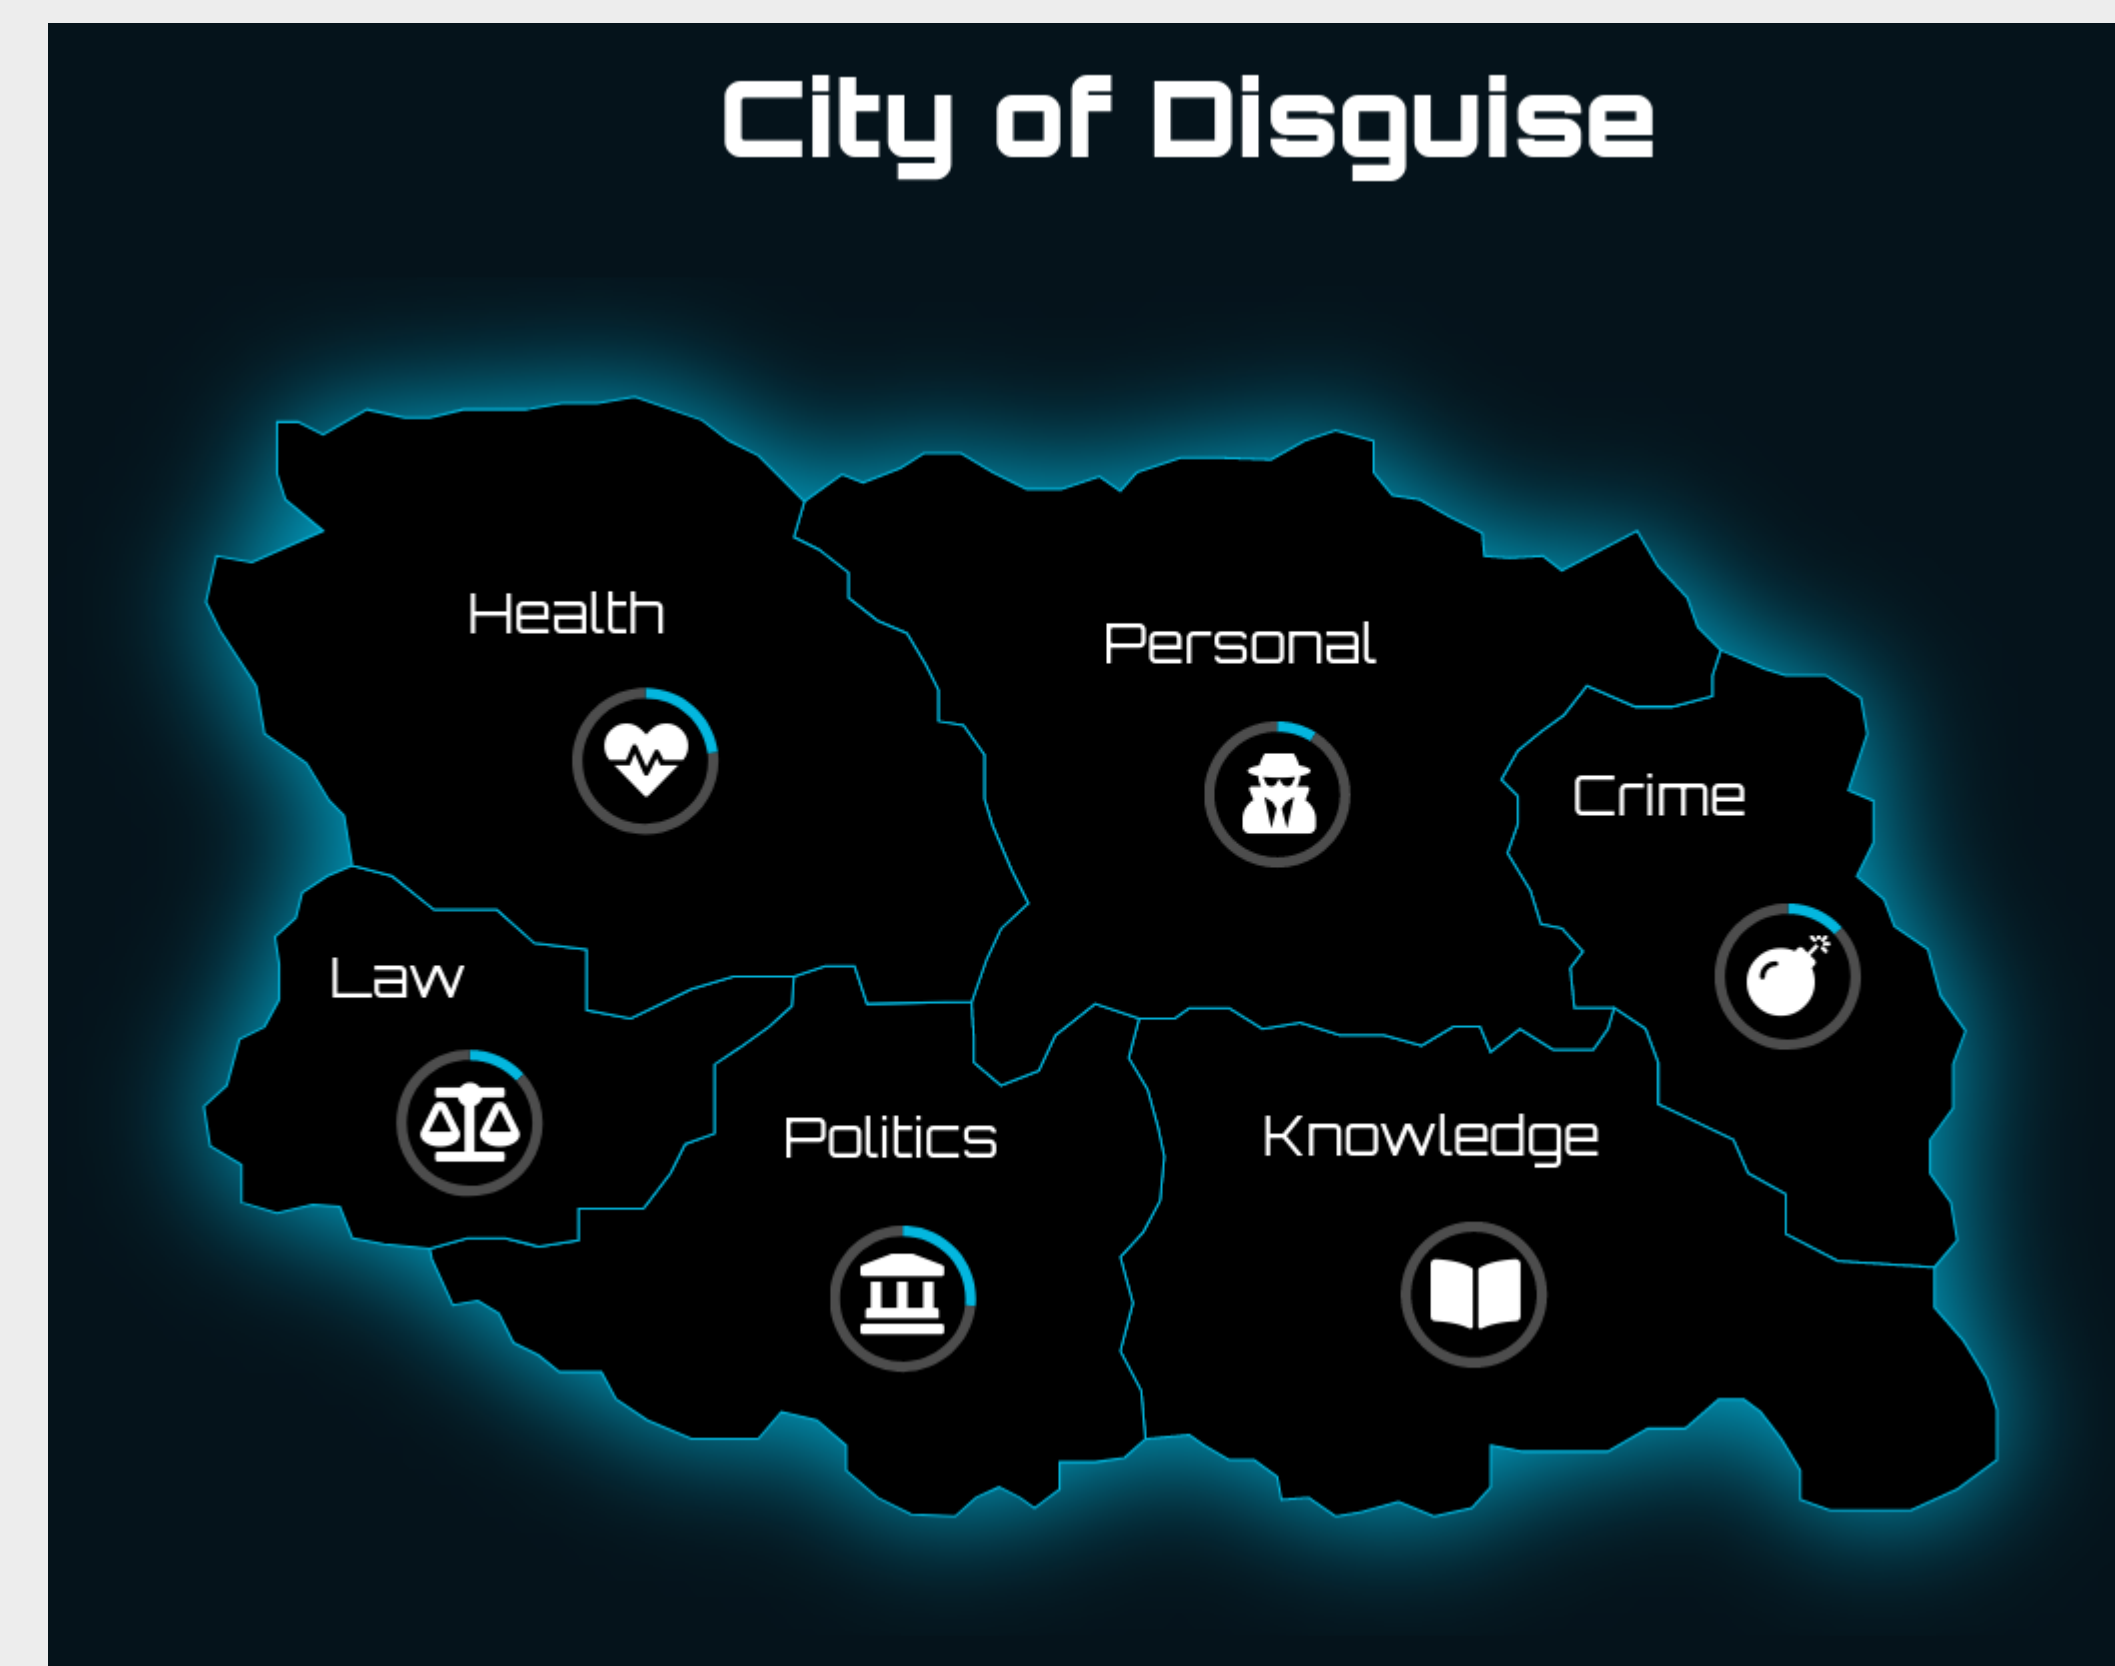 City of Disguise
Health
Personal
Crime
Law
Politics
Knowledge